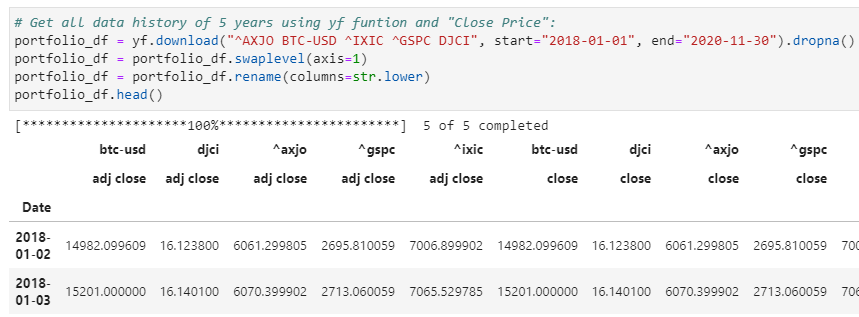 # Get all data history of 5 years using yf funtion and "Close Price":
portfolio_df = yf.download("^AXJO BTC-USD ^IXIC ^GSPC DJCI", start="2018-01-01", end="2020-11-30").dropna()
portfolio_df = portfolio_df.swaplevel(axis=1)
portfolio_df = portfolio_df.rename(columns=str.lower)
portfolio_df.head()
[*********************100%***********************]  5 of 5 completed
btc-usd djci ^axjo ^gspc ^ixic btc-usd djci ^axjo ^gspc
adj close adj close adj close adj close adj close close close close close
Date
2018-
01-02 14982.099609 16.123800 6061.299805 2695.810059 7006.899902 14982.099609 16.123800 6061.299805 2695.810059 700
2018-
01-03 15201.000000 16.140100 6070.399902 2713.060059 7065.529785 15201.000000 16.140100 6070.399902 2713.060059 706